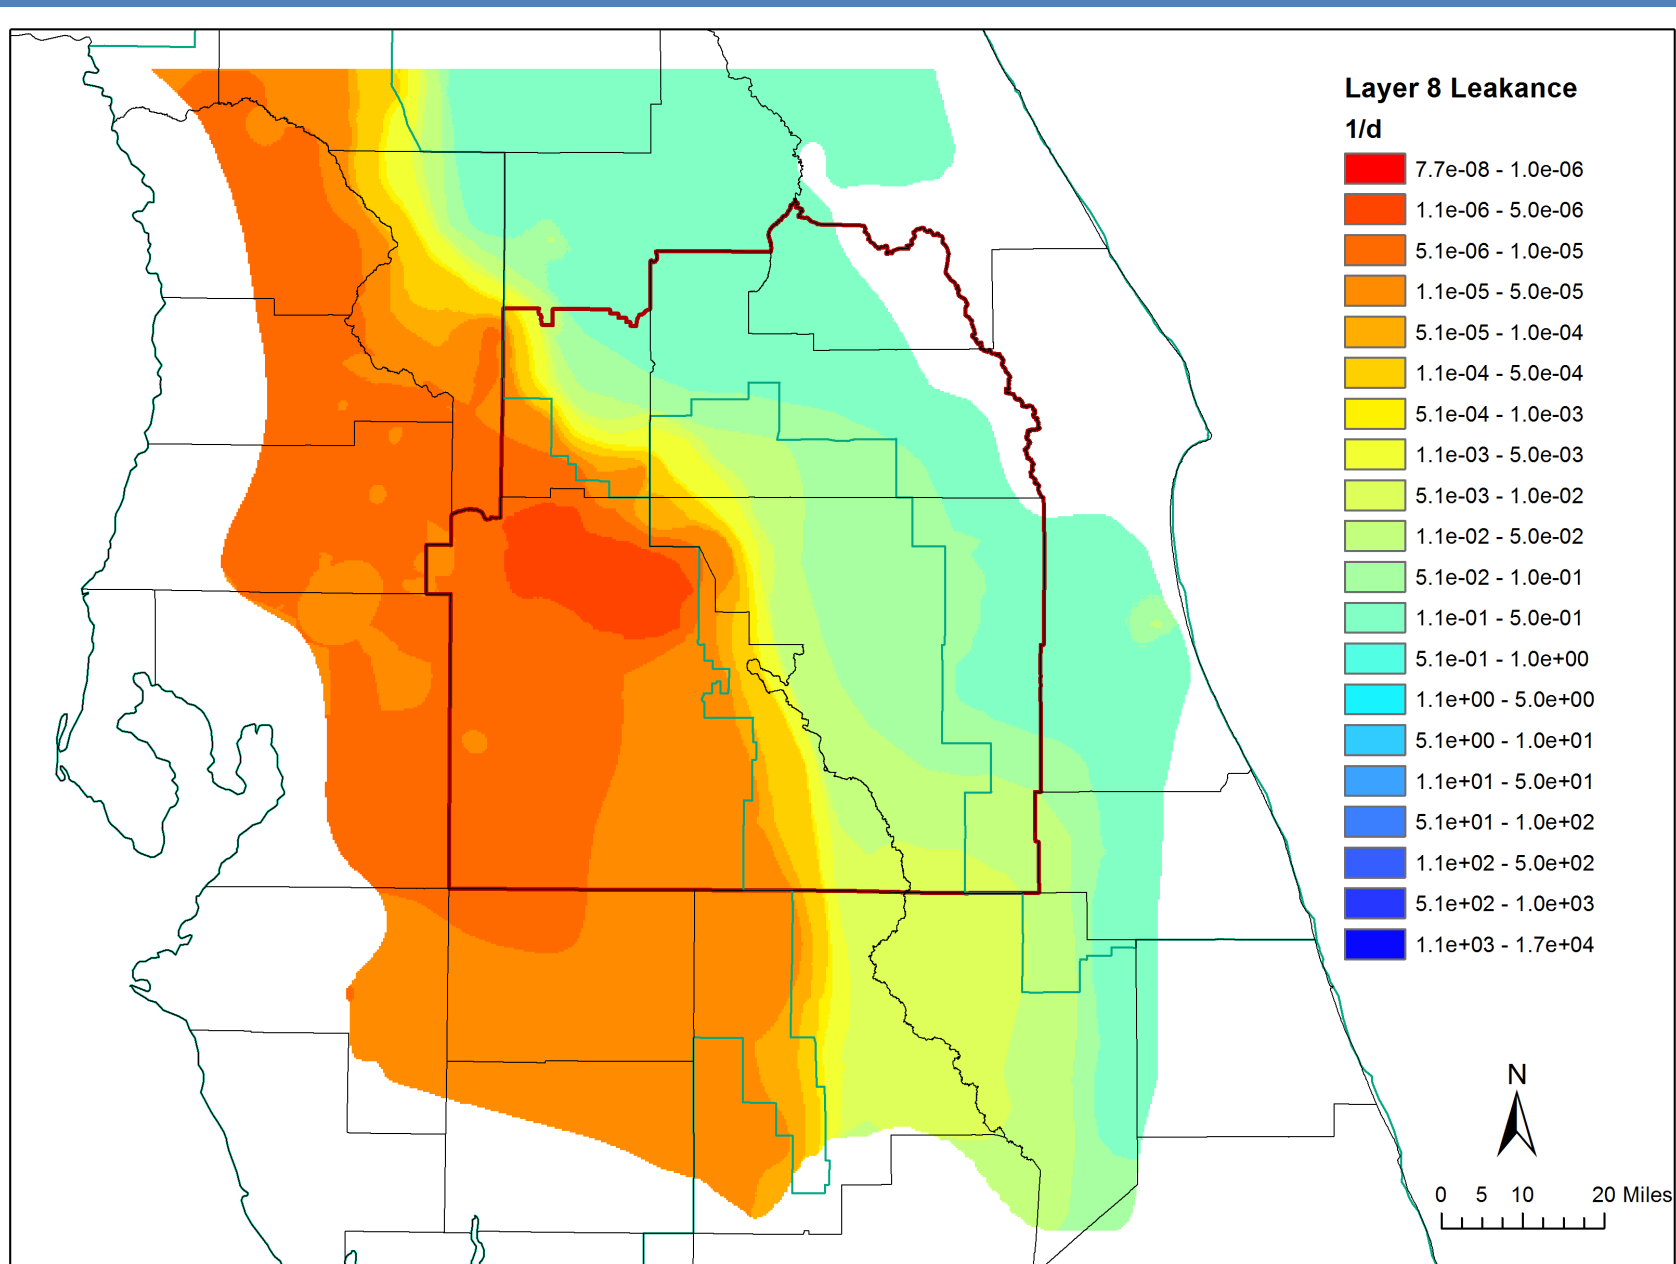 Layer 8 Leakance
1/d
7.7e-08 - 1.0e-06
1.1e-06 - 5.0e-06
5.1e-06 - 1.0e-05
1.1e-05 - 5.0e-05
5.1e-05 - 1.0e-04
1.1e-04 - 5.0e-04
5.1e-04 - 1.0e-03
1.1e-03 - 5.0e-03
5.1e-03 - 1.0e-02
1.1e-02 - 5.0e-02
5.1e-02 - 1.0e-01
1.1e-01 - 5.0e-01
5.1e-01 - 1.0e+00
1.1e+00 - 5.0e+00
5.1e+00 - 1.0e+01
1.1e+01 - 5.0e+01
5.1e+01 - 1.0e+02
1.1e+02 - 5.0e+02
5.1e+02 - 1.0e+03
1.1e+03 - 1.7e+04
N
0 5 10 20 Miles